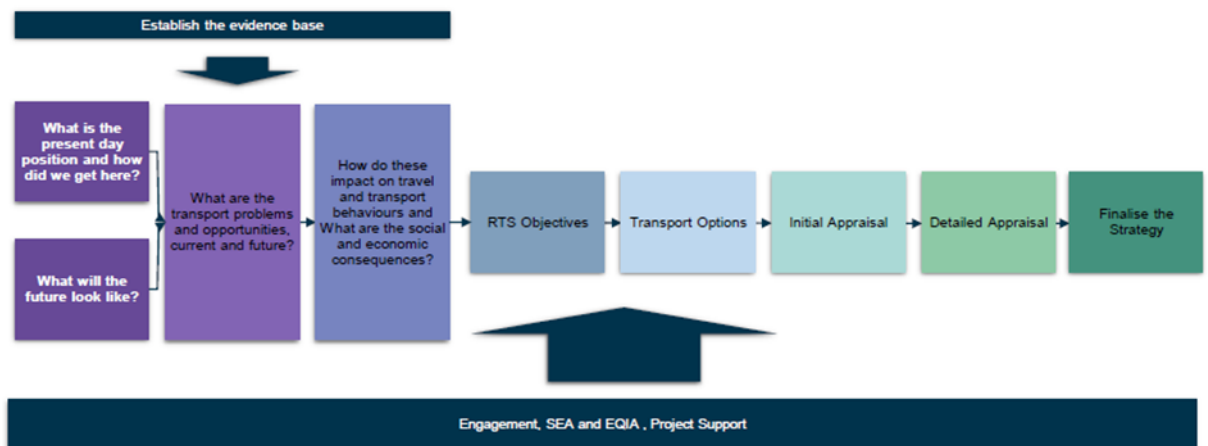 Establish the evidence base
What is the
present day
position and how
did we get here?
What will the
future look like?
What are the
transport problems
and opportunities,
current and future?
How do these
impact on travel
and transport
behaviours and
What are the social
and economic
consequences?
RTS Objectives
Transport Options
Initial Appraisal
Detailed Appraisal
Finalise the
Strategy
Engagement, SEA and EQIA , Project Support